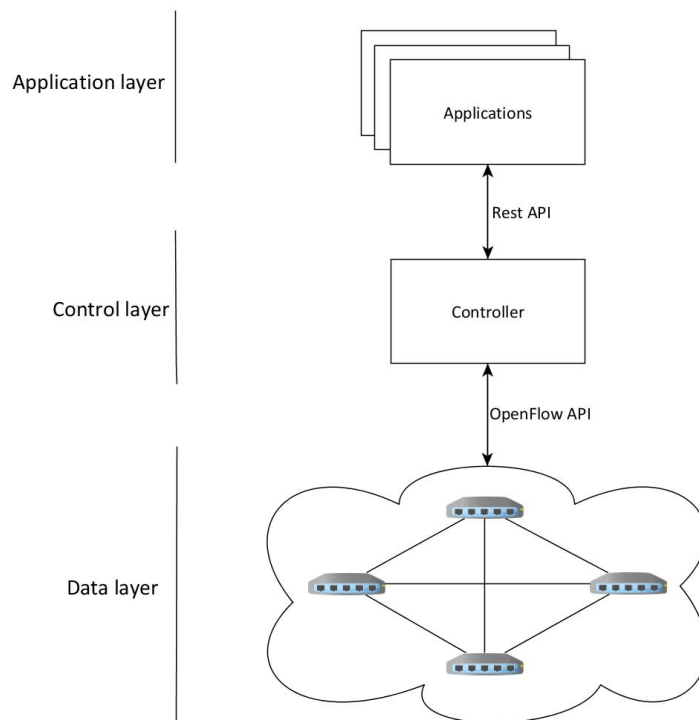 Application layer
Applications
Rest API
Control layer
Controller
OpenFlow API
Data layer